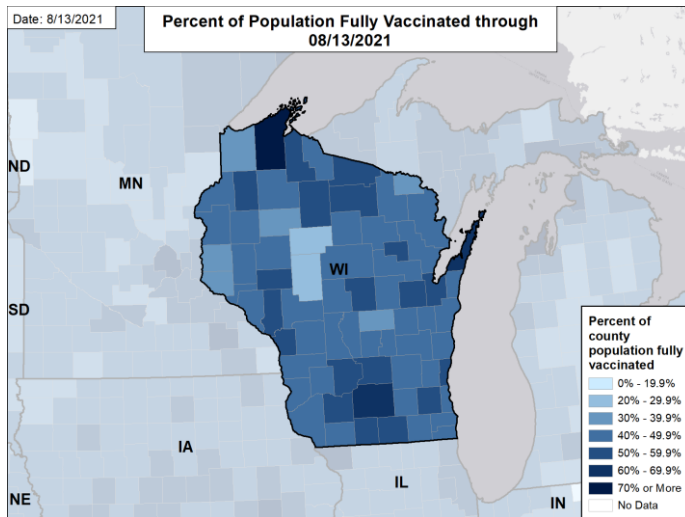 Date: 8/13/2021
Percent of Population Fully Vaccinated through
08/13/2021
ND
MN
WI
SD
IA
NE
IL
IN
Percent of
county
population fully
vaccinated
0% - 19.9%
20% - 29.9%
30% - 39.9%
40% - 49.9%
50% - 59.9%
60% - 69.9%
70% or More
No Data